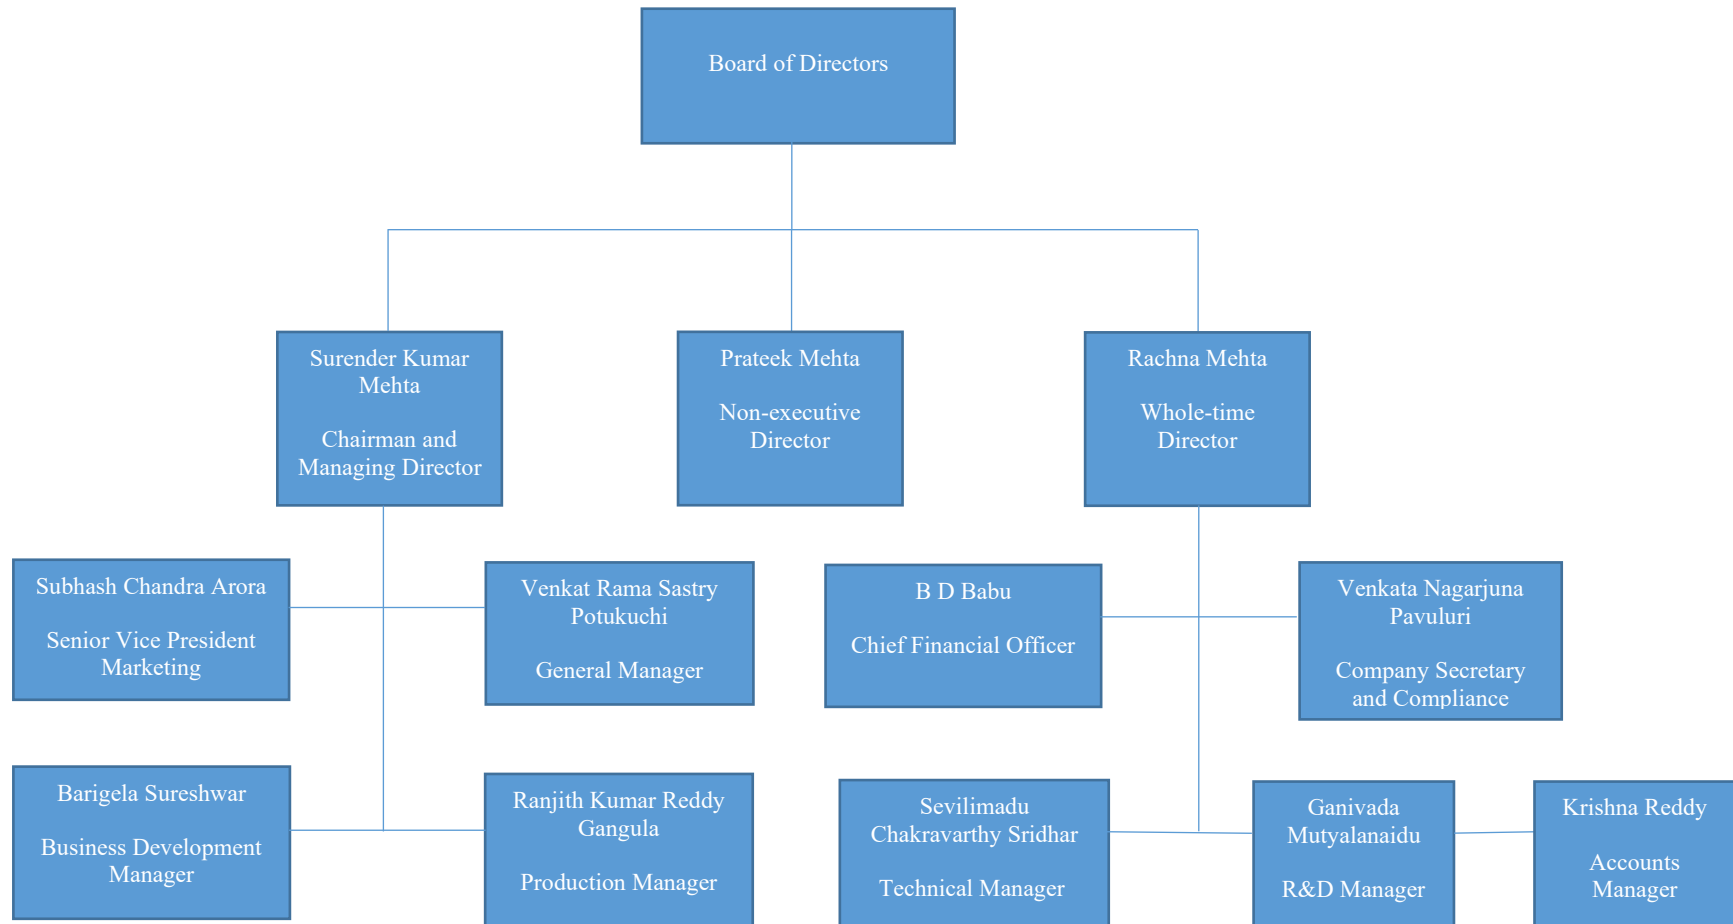 Board of Directors
Surender Kumar
Mehta
Chairman and
Managing Director
Prateek Mehta
Non-executive
Director
Rachna Mehta
Whole-time
Director
Subhash Chandra Arora
Senior Vice President
Marketing
Venkat Rama Sastry
Potukuchi
General Manager
B D Babu
Chief Financial Officer
Venkata Nagarjuna
Pavuluri
Company Secretary
and Compliance
Barigela Sureshwar
Business Development
Manager
Ranjith Kumar Reddy
Gangula
Production Manager
Sevilimadu
Chakravarthy Sridhar
Technical Manager
Ganivada
Mutyalanaidu
R&D Manager
Krishna Reddy
Accounts
Manager